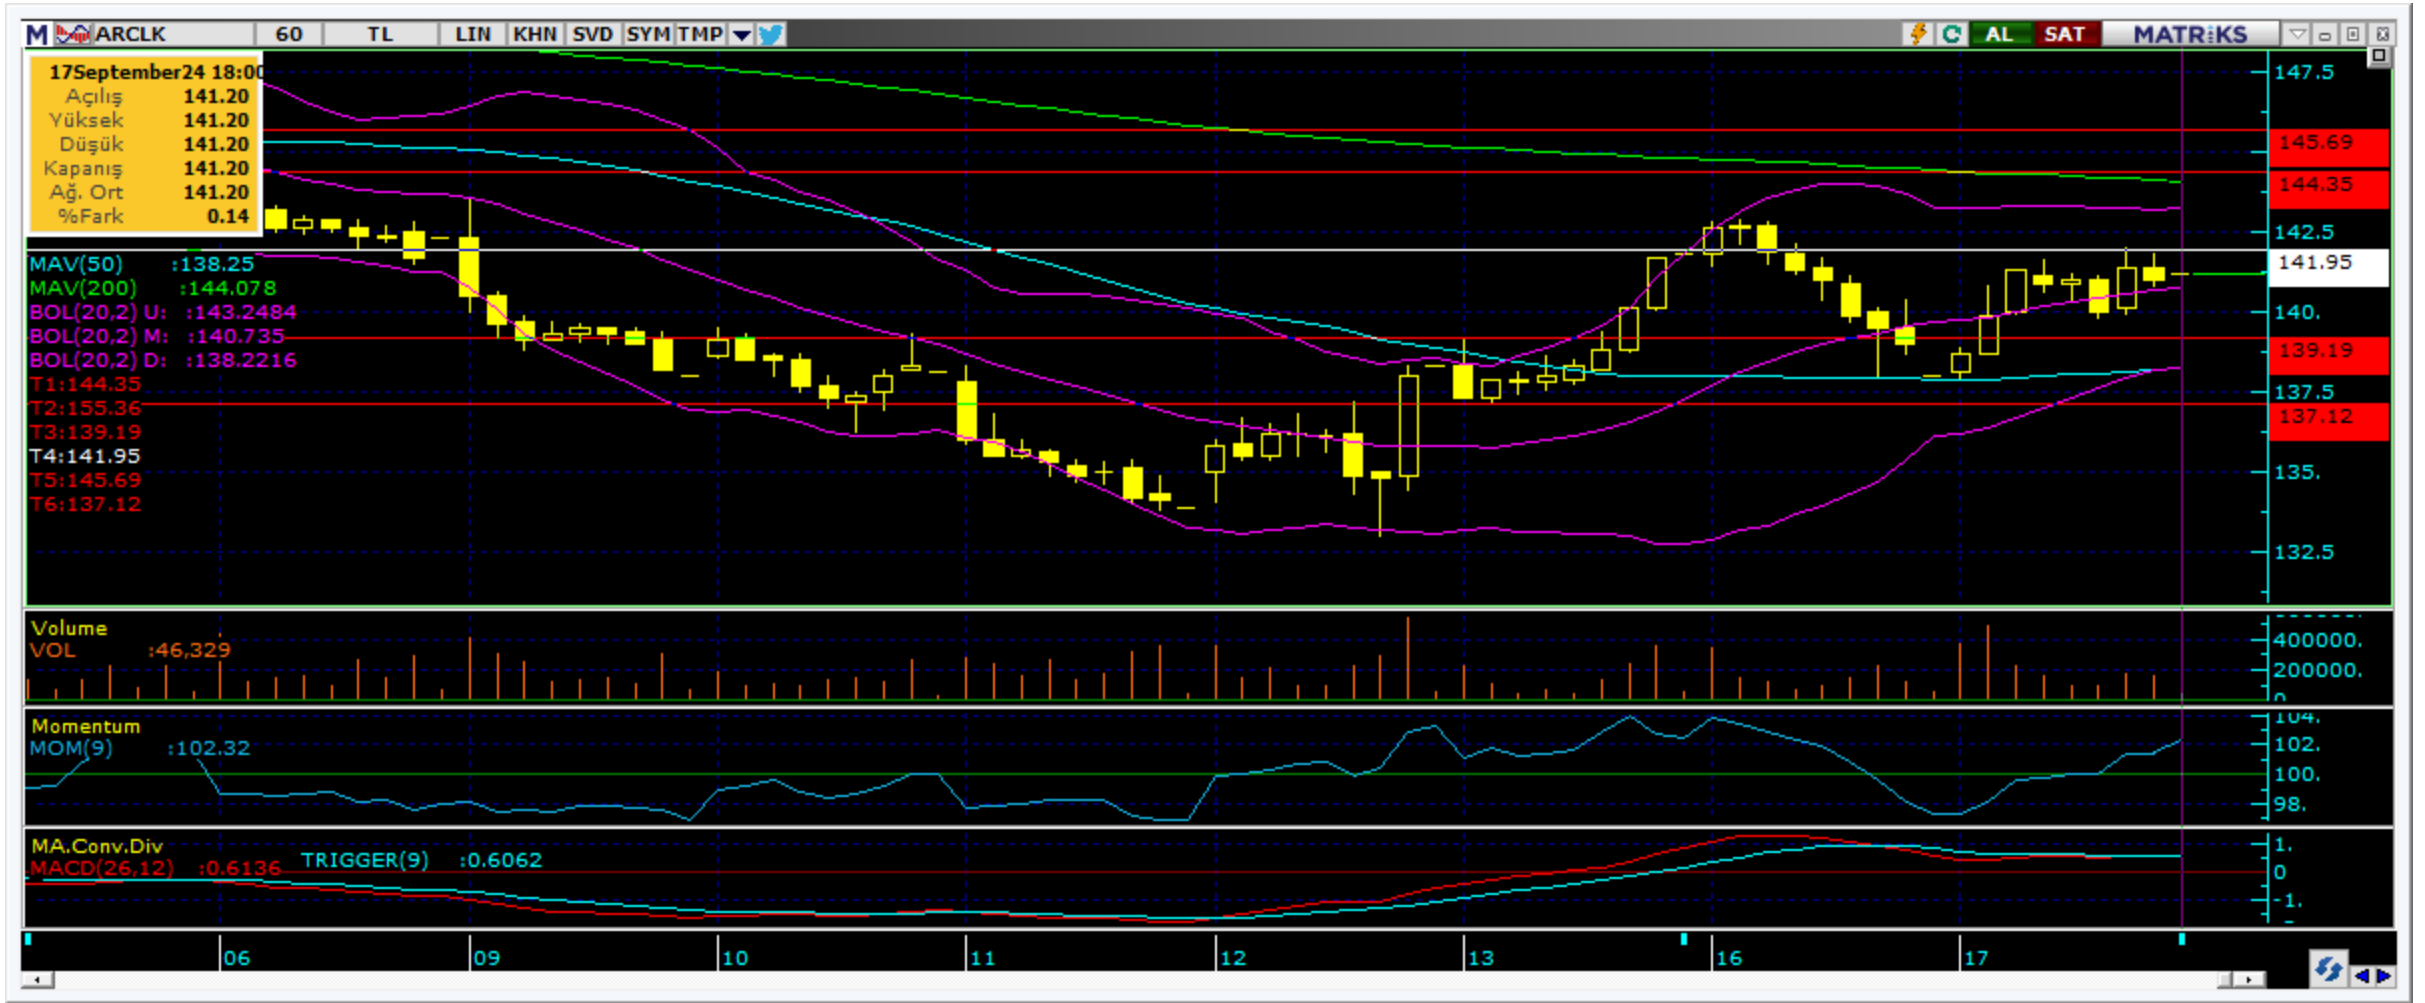 M ARCLK 60 TL LIN KHN SVD SYM TMP AL SAT MATRiKS
17September24 18:00
Açılış 141.20
Yüksek 141.20
Düşük 141.20
Kapanış 141.20
Ağ. Ort 141.20
%Fark 0.14
MAV(50) :138.25
MAV(200) :144.078
BOL(20,2) U: :143.2484
BOL(20,2) M: :140.735
BOL(20,2) D: :138.2216
T1:144.35
T2:155.36
T3:139.19
T4:141.95
T5:145.69
T6:137.12
147.5
145.69
144.35
142.5
141.95
140.
139.19
137.5
137.12
135.
132.5
Volume
VOL :46,329
400000.
200000.
0
Momentum
MOM(9) :102.32
104.
102.
100.
98.
MA.Conv.Div
MACD(26,12) :0.6136 TRIGGER(9) :0.6062
1.
0
-1.
06 09 10 11 12 13 16 17